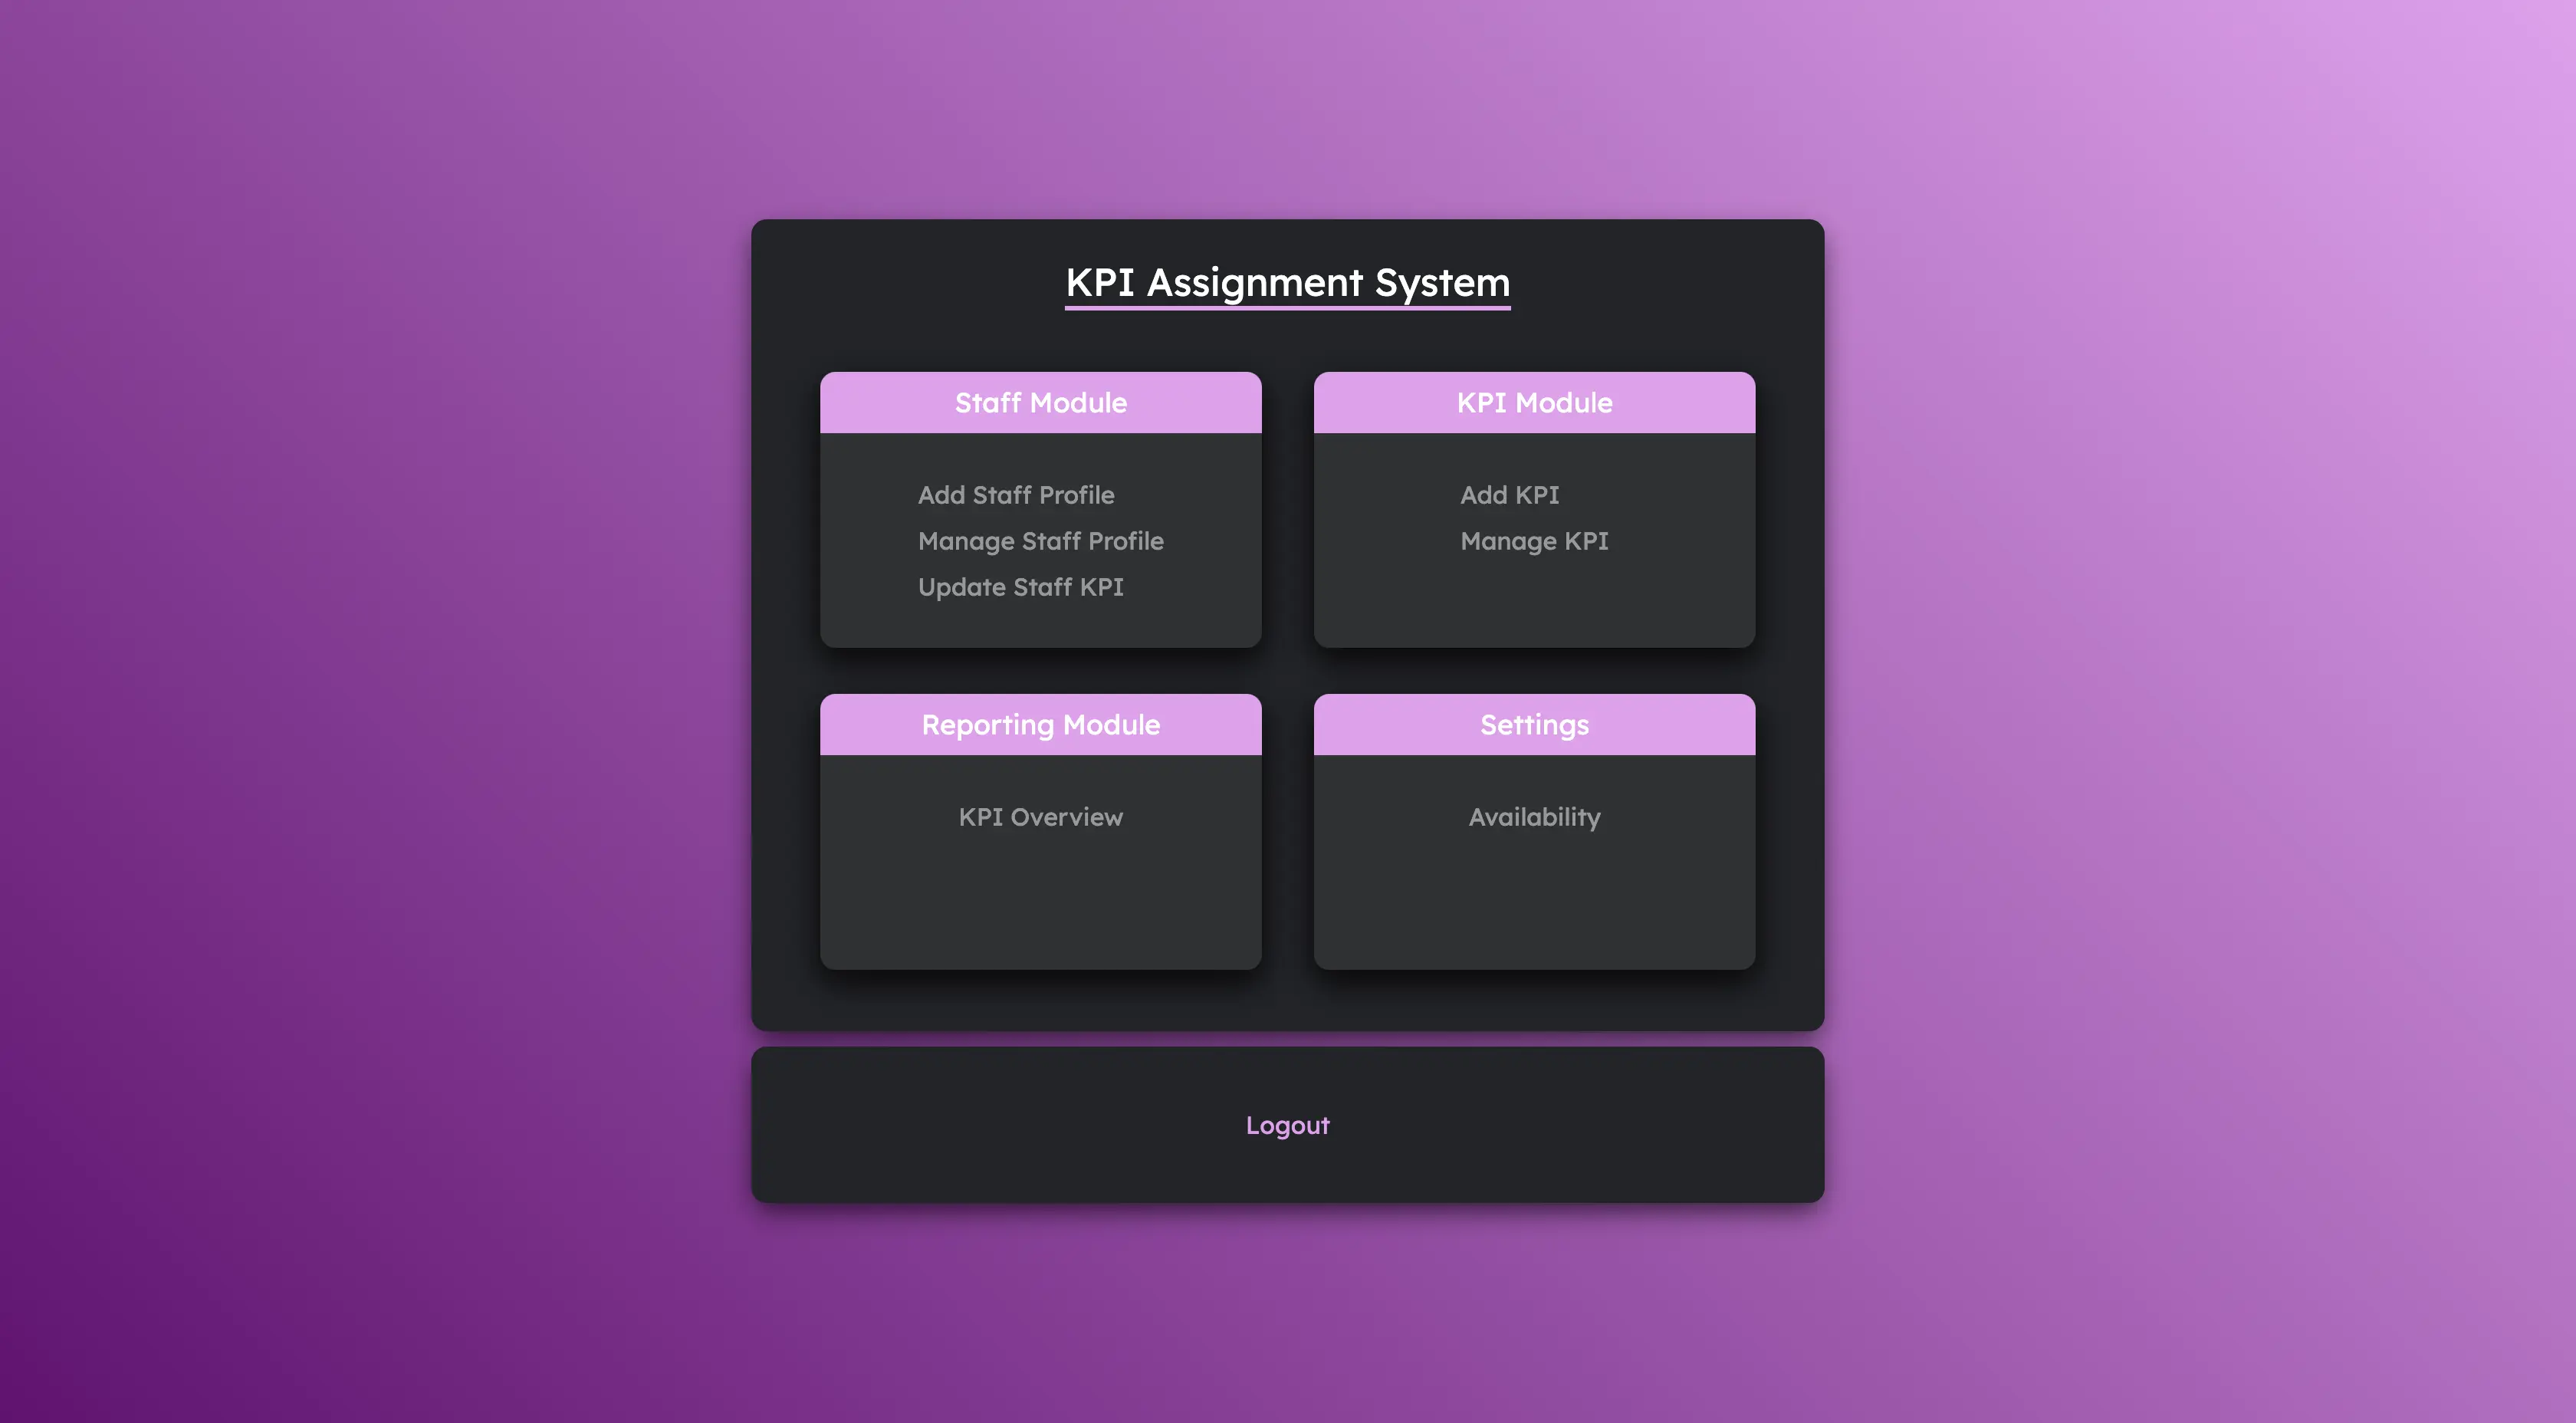 KPI Assignment System
Staff Module
Add Staff Profile
Manage Staff Profile
Update Staff KPI
KPI Module
Add KPI
Manage KPI
Reporting Module
KPI Overview
Settings
Availability
Logout